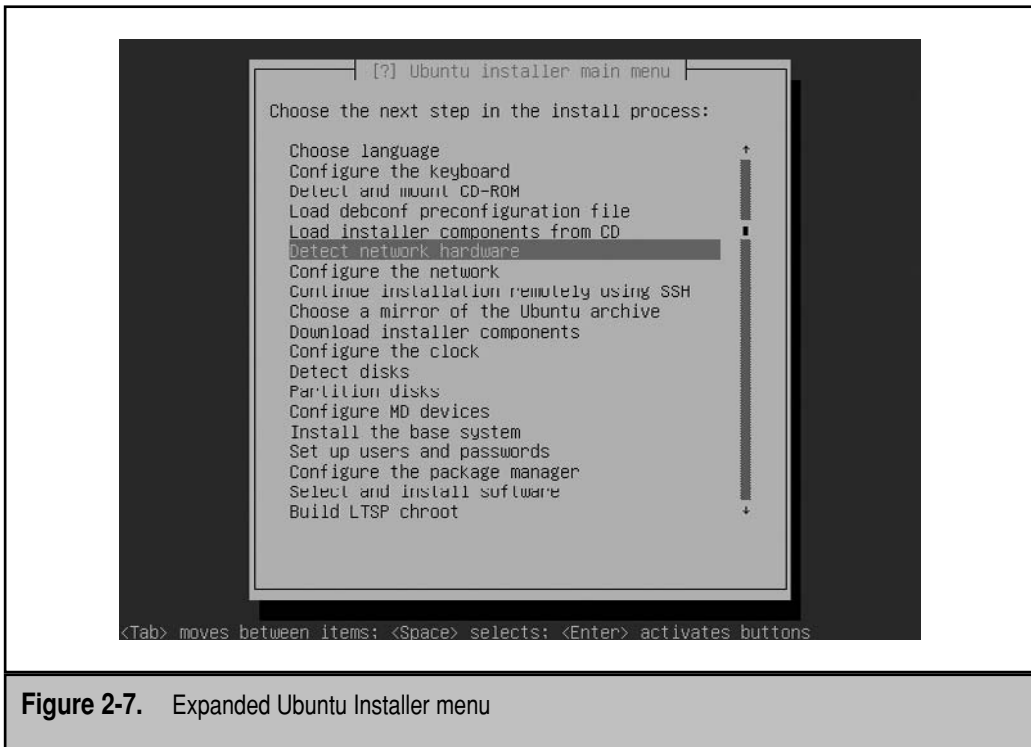 [?] Ubuntu installer main menu
Choose the next step in the install process:
Choose language
Configure the keyboard
Detect and mount CD-ROM
Load debconf preconfiguration file
Load installer components from CD
Detect network hardware
Configure the network
Continue installation remotely using SSH
Choose a mirror of the Ubuntu archive
Download installer components
Configure the clock
Detect disks
Partition disks
Configure MD devices
Install the base system
Set up users and passwords
Configure the package manager
Select and install software
Build LTSP chroot
<Tab> moves between items; <Space> selects; <Enter> activates buttons
Figure 2-7. Expanded Ubuntu Installer menu